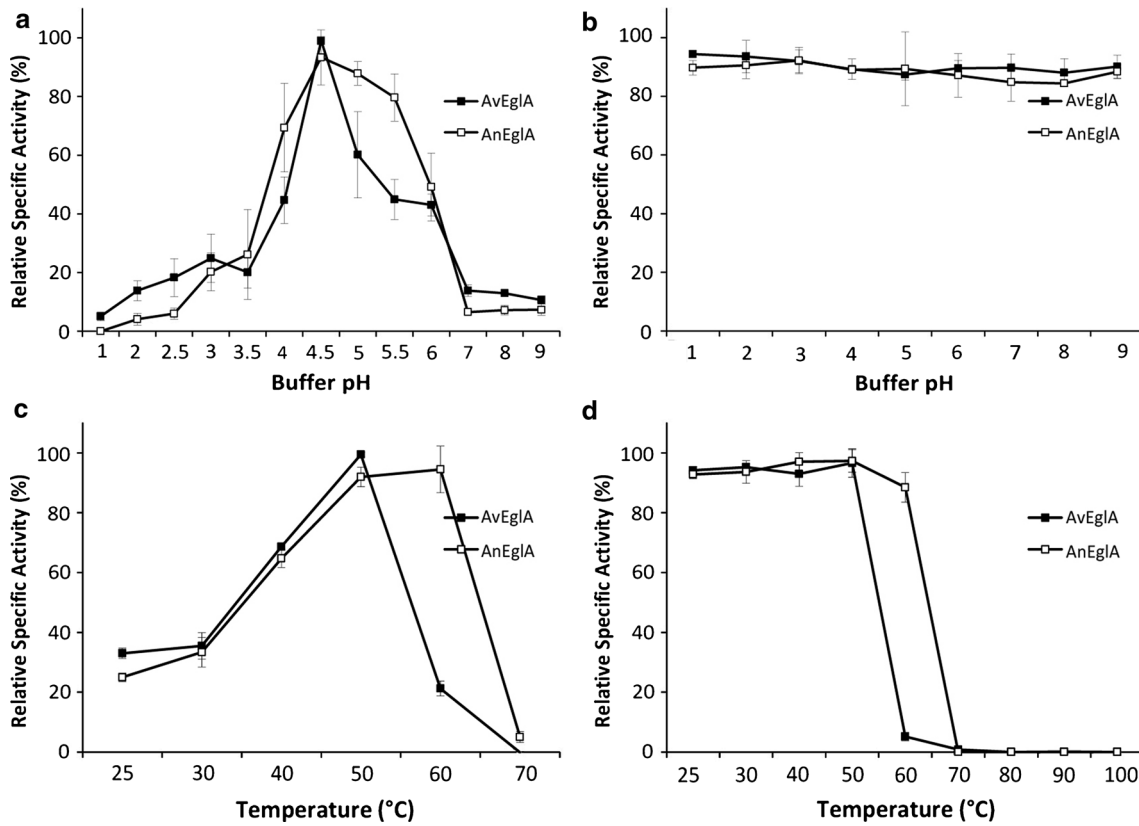 a
Relative Specific Activity (%)
100
80
60
40
20
0
AvEglA
AnEglA
1 2 2.5 3 3.5 4 4.5 5 5.5 6 7 8 9
Buffer pH
b
Relative Specific Activity (%)
100
80
60
40
20
0
AvEglA
AnEglA
1 2 3 4 5 6 7 8 9
Buffer pH
c
Relative Specific Activity (%)
100
80
60
40
20
0
AvEglA
AnEglA
25 30 40 50 60 70
Temperature (°C)
d
Relative Specific Activity (%)
100
80
60
40
20
0
AvEglA
AnEglA
25 30 40 50 60 70 80 90 100
Temperature (°C)